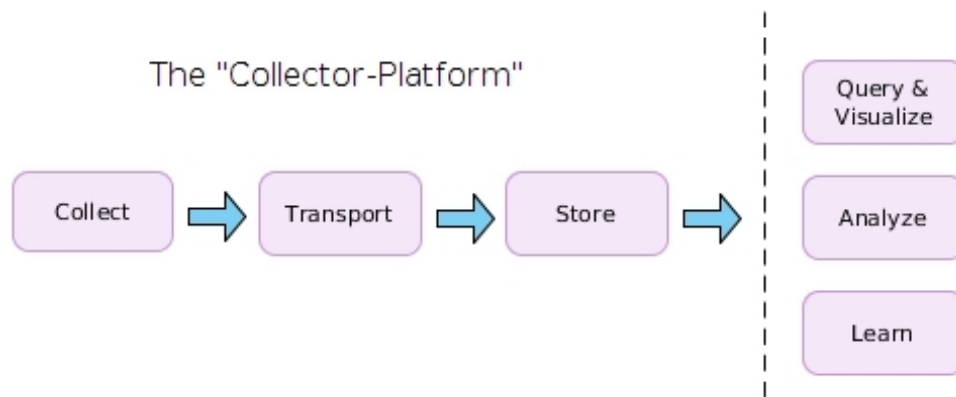 The "Collector-Platform"
Collect
Transport
Store
Query &
Visualize
Analyze
Learn